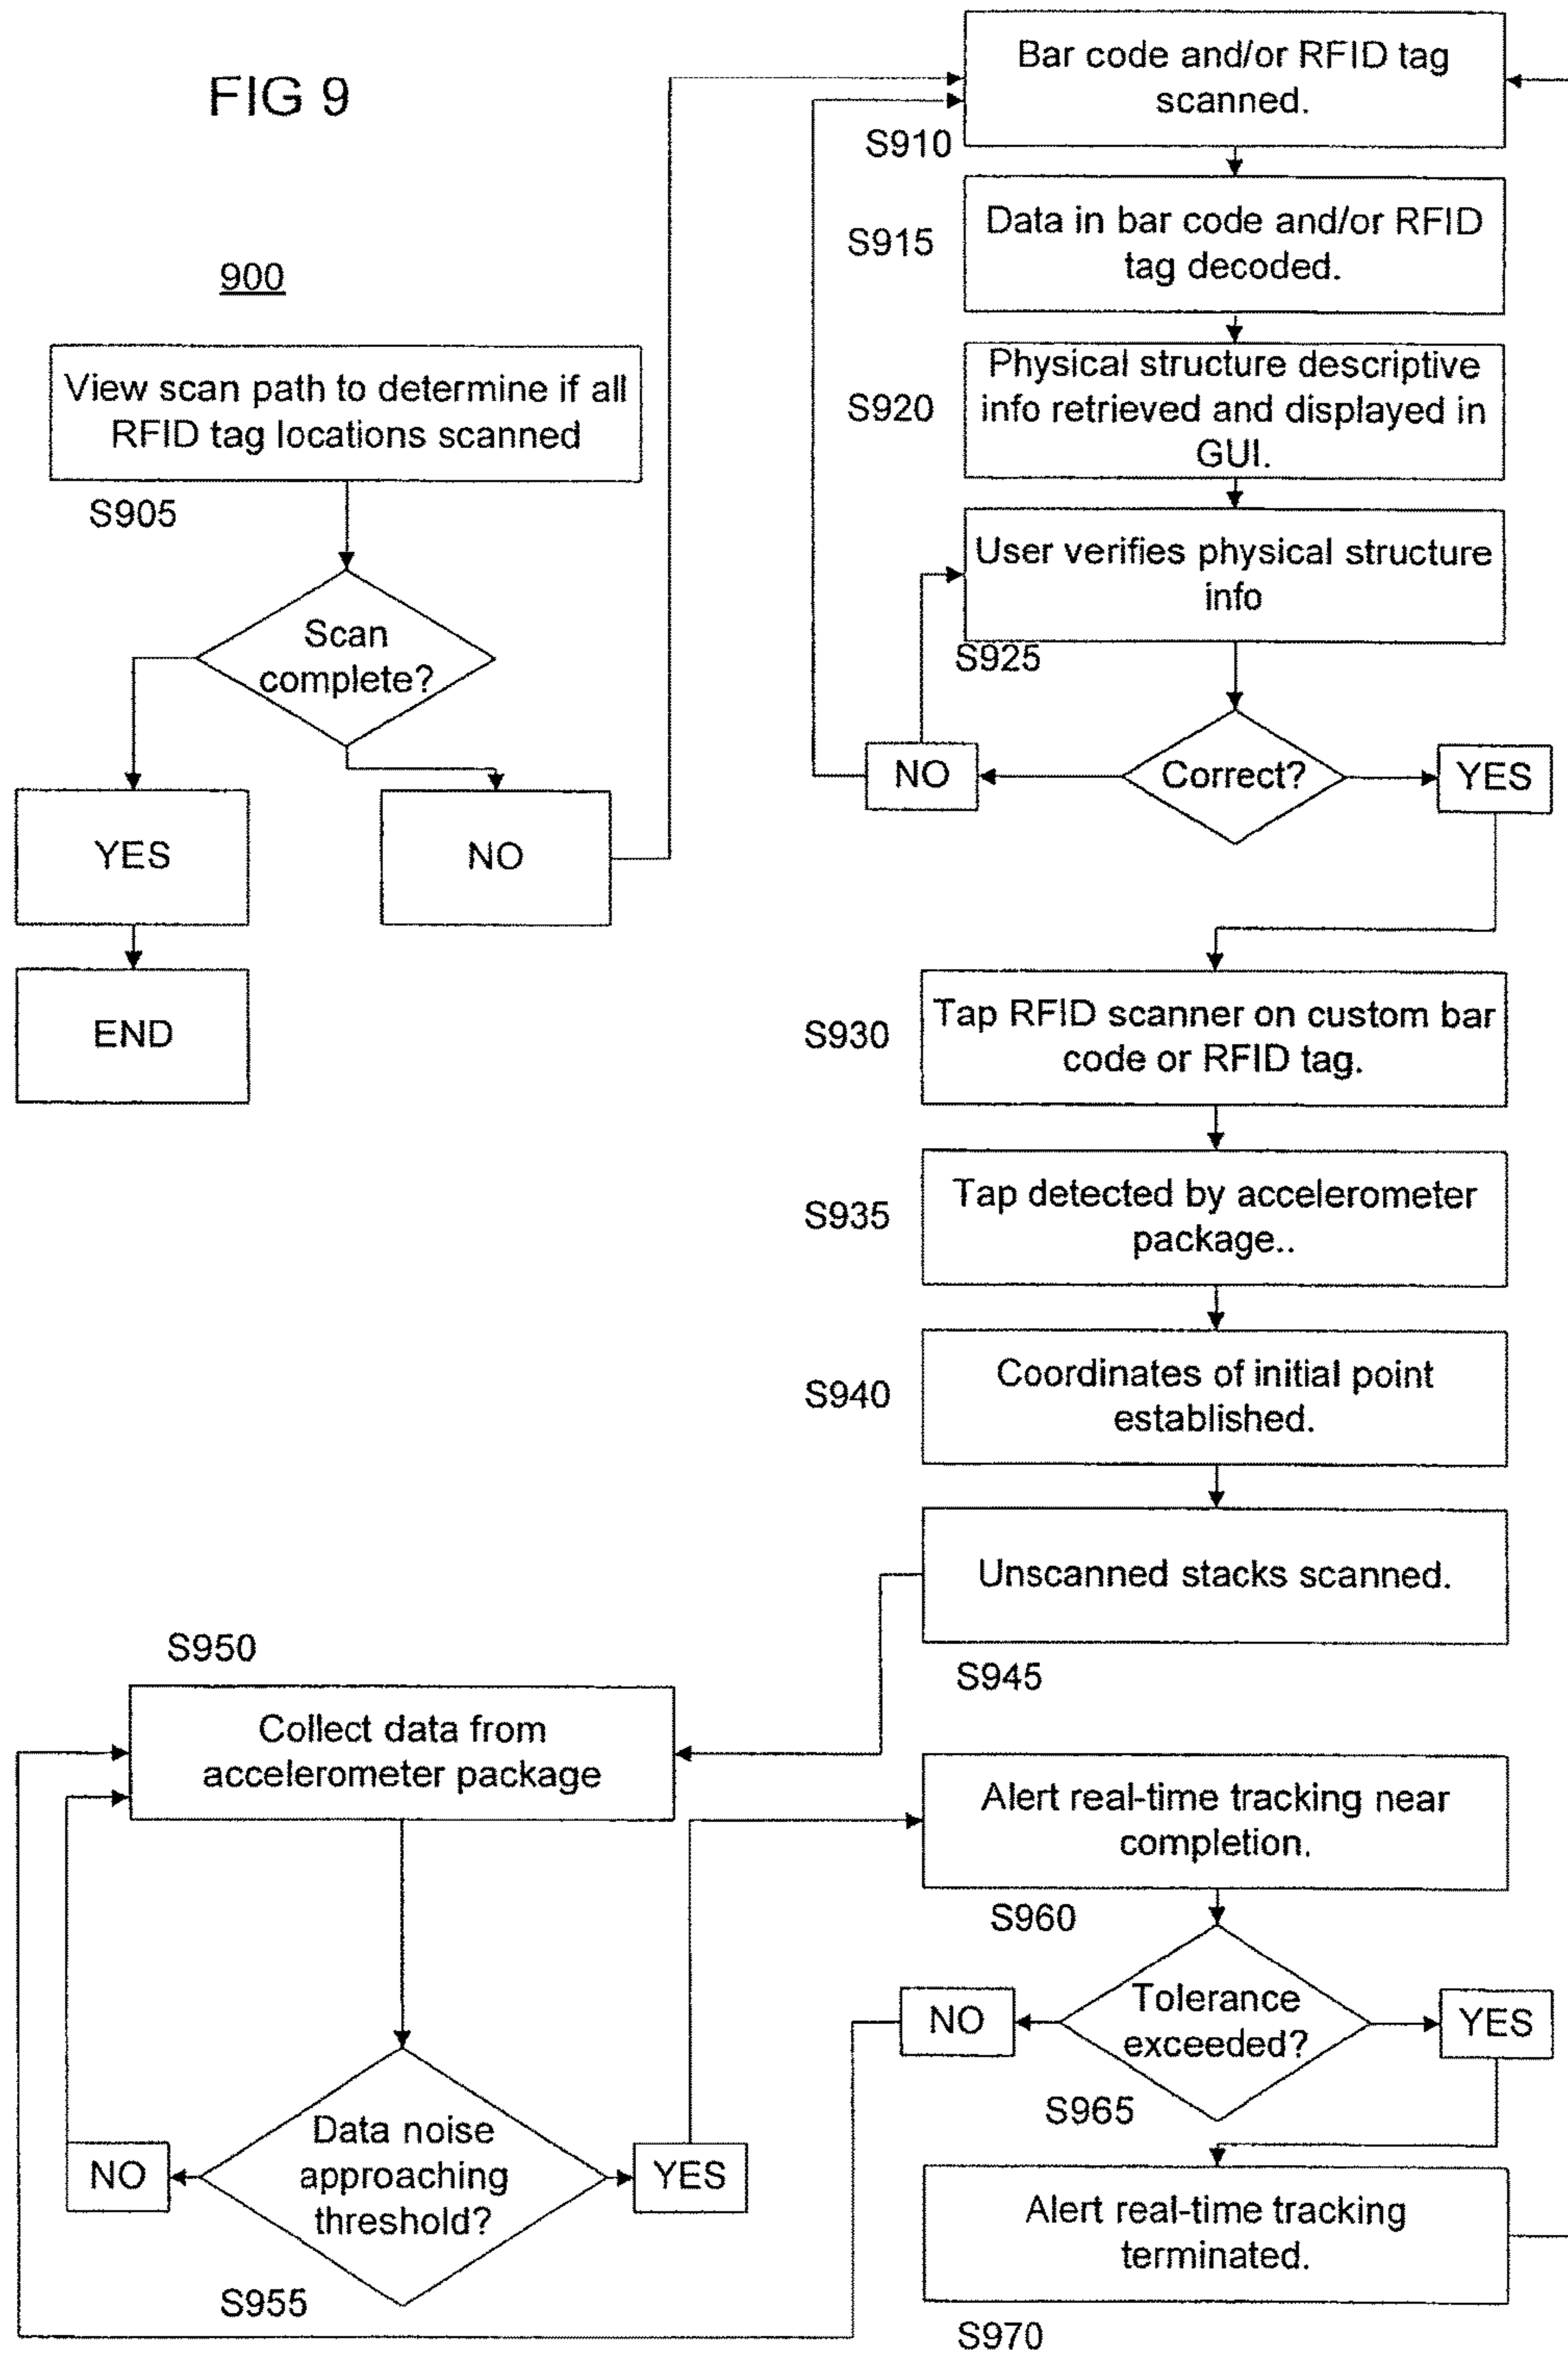 FIG 9
900
View scan path to determine if all
RFID tag locations scanned
S905
Scan
complete?
YES
NO
END
Bar code and/or RFID tag
scanned.
S910
Data in bar code and/or RFID
tag decoded.
S915
Physical structure descriptive
info retrieved and displayed in
GUI.
S920
User verifies physical structure
info
S925
Correct?
NO
YES
Tap RFID scanner on custom bar
code or RFID tag.
S930
Tap detected by accelerometer
package..
S935
Coordinates of initial point
established.
S940
Unscanned stacks scanned.
S945
S950
Collect data from
accelerometer package
Data noise
approaching
threshold?
NO
YES
S955
Alert real-time tracking near
completion.
S960
Tolerance
exceeded?
NO
YES
S965
Alert real-time tracking
terminated.
S970